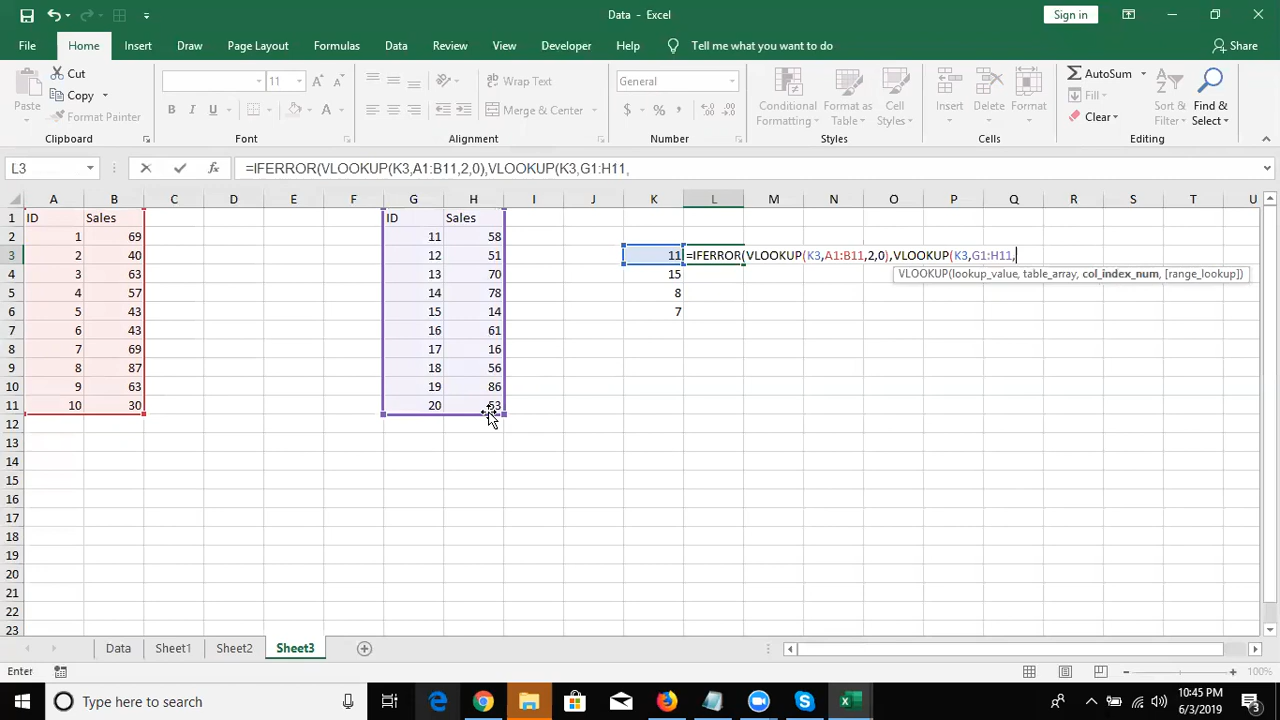 Data - Excel
Sign in
File Home Insert Draw Page Layout Formulas Data Review View Developer Help Tell me what you want to do Share
Paste Cut Copy Format Painter Clipboard
11 B I U Font
Wrap Text Merge & Center Alignment
General $ % , Number
Conditional Formatting Format as Table Cell Styles Styles
Insert Delete Format Cells
AutoSum Fill Clear Sort & Filter Find & Select Editing
L3 fx =IFERROR(VLOOKUP(K3,A1:B11,2,0),VLOOKUP(K3,G1:H11,
A B C D E F G H I J K L M N O P Q R S T U
1 ID Sales ID Sales
2 1 69 11 58
3 2 40 12 51 11 =IFERROR(VLOOKUP(K3,A1:B11,2,0),VLOOKUP(K3,G1:H11,
4 3 63 13 70 15 VLOOKUP(lookup_value, table_array, col_index_num, [range_lookup])
5 4 57 14 78 8
6 5 43 15 14 7
7 6 43 16 61
8 7 69 17 16
9 8 87 18 56
10 9 63 19 86
11 10 30 20 53
12
13
14
15
16
17
18
19
20
21
22
23
Data Sheet1 Sheet2 Sheet3
Enter 100%
Type here to search
10:45 PM
6/3/2019
3